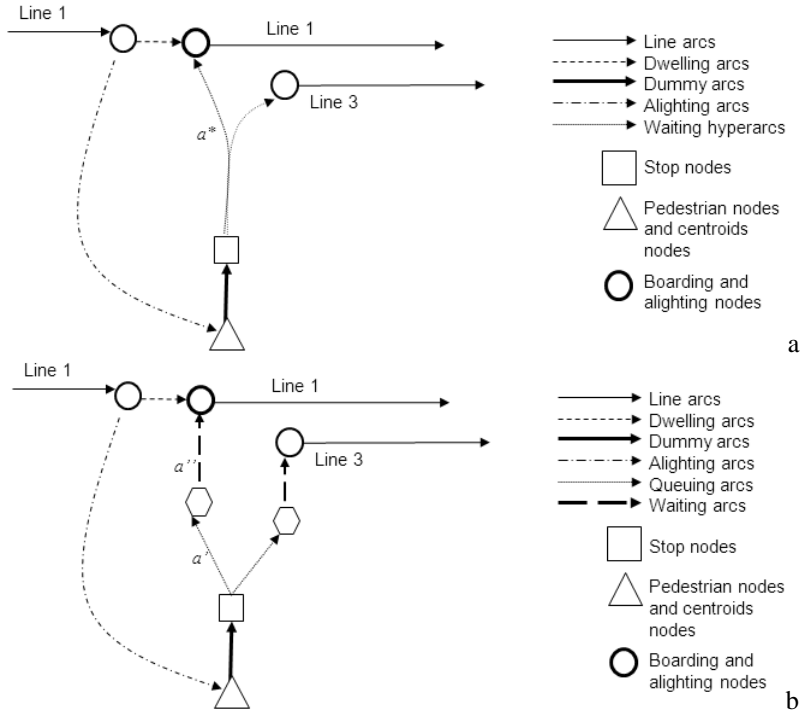 Line 1
Line 1
Line 3
a*
Line arcs
Dwelling arcs
Dummy arcs
Alighting arcs
Waiting hyperarcs
Stop nodes
Pedestrian nodes
and centroids
nodes
Boarding and
alighting nodes
a
Line 1
Line 1
Line 3
a''
a'
Line arcs
Dwelling arcs
Dummy arcs
Alighting arcs
Queuing arcs
Waiting arcs
Stop nodes
Pedestrian nodes
and centroids
nodes
Boarding and
alighting nodes
b